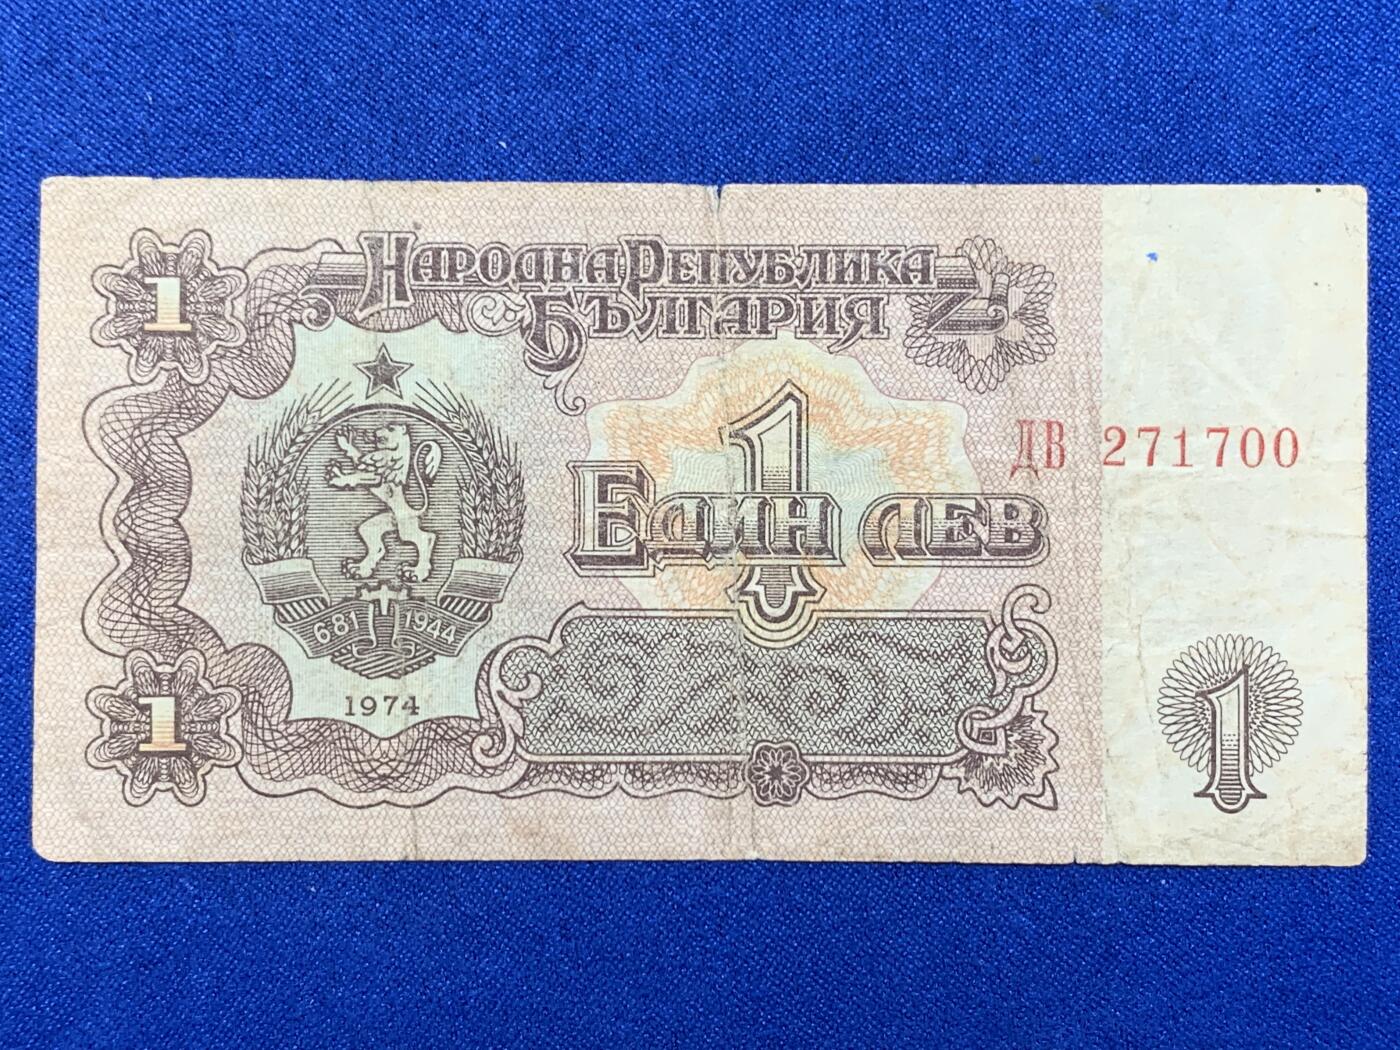 НАРОДНА РЕПУБЛИКА
БЪЛГАРИЯ
1
1
ЕДИН ЛЕВ
ДВ 271700
681 1944
1974
1
1